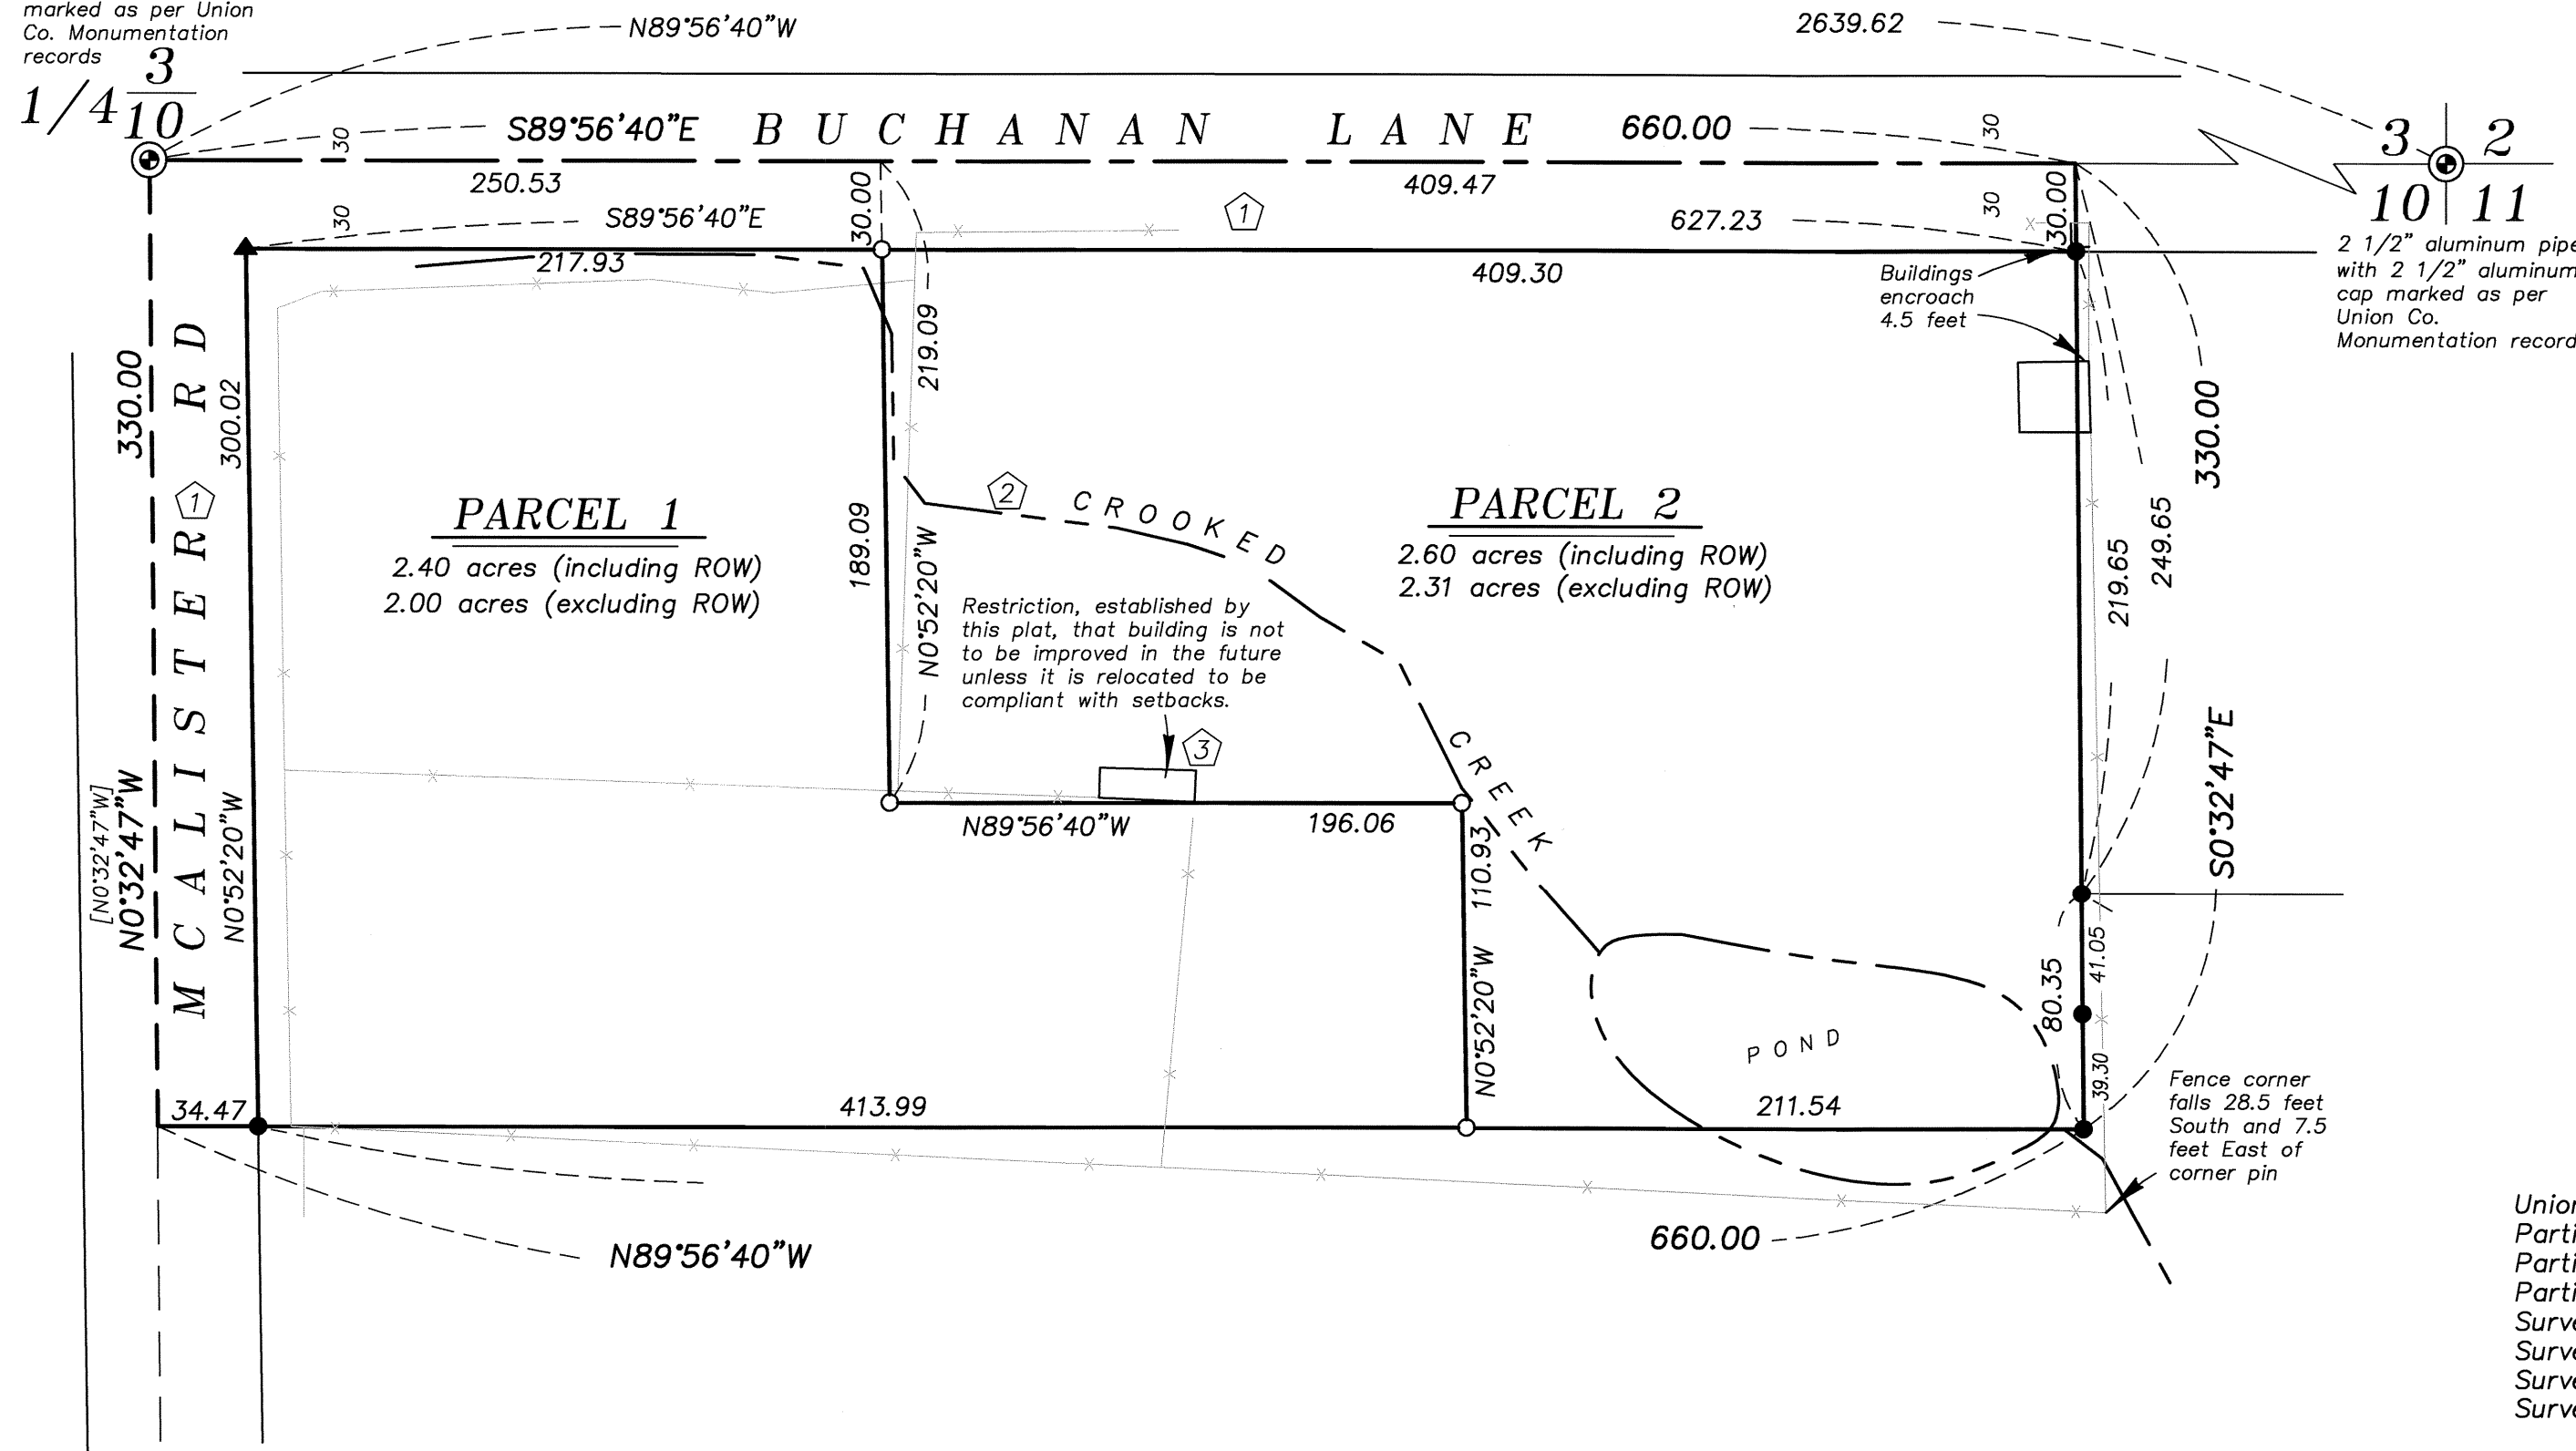 marked as per Union
Co. Monumentation
records
1/4 3
10
N89°56'40"W
2639.62
S89°56'40"E
BUCHANAN LANE
660.00
30
30
3 2
10 11
250.53
30.00
409.47
30
S89°56'40"E
1
627.23
30
30.00
217.93
409.30
2 1/2" aluminum pipe
with 2 1/2" aluminum
cap marked as per
Union Co.
Buildings
encroach
4.5 feet
219.09
330.00
300.02
MCALISTER RD
1
330.00
PARCEL 1
2.40 acres (including ROW)
2.00 acres (excluding ROW)
189.09
N0°52'20"W
2
CROOKED
CREEK
PARCEL 2
2.60 acres (including ROW)
2.31 acres (excluding ROW)
219.65
249.65
Restriction, established by
this plat, that building is not
to be improved in the future
unless it is relocated to be
compliant with setbacks.
3
S0°32'47"E
[N0°32'47"W]
N0°32'47"W
N0°52'20"W
N89°56'40"W
196.06
110.93
N0°52'20"W
41.05
80.35
39.30
POND
34.47
413.99
211.54
Fence corner
falls 28.5 feet
South and 7.5
feet East of
corner pin
N89°56'40"W
660.00